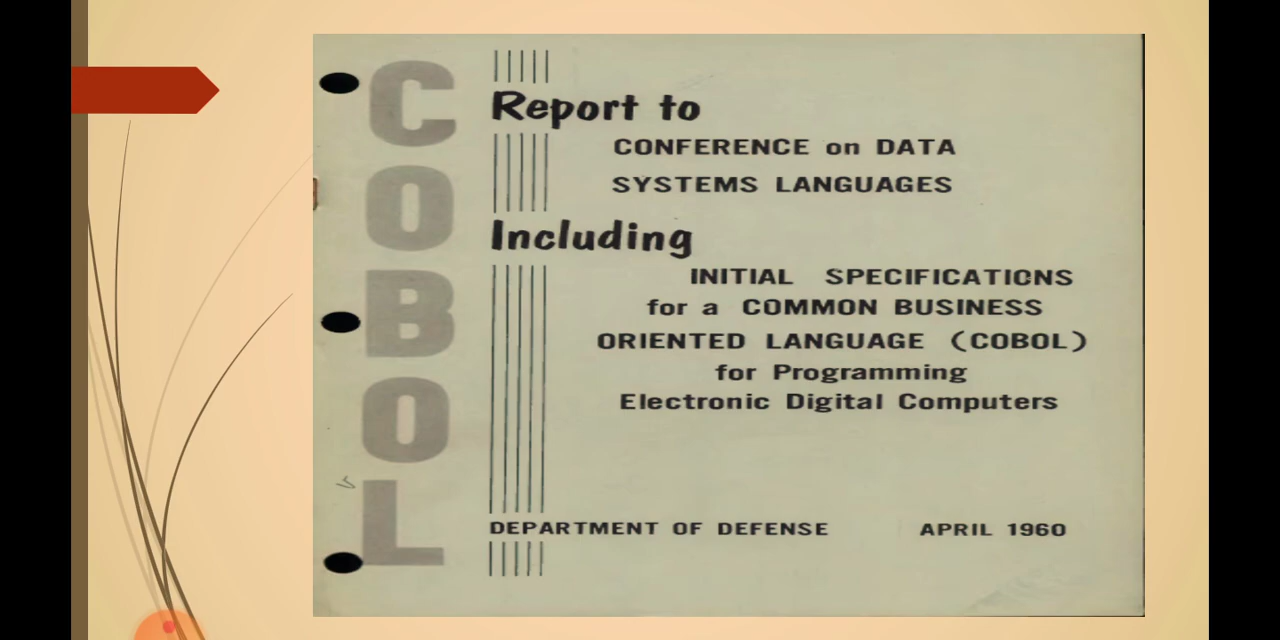 COBOL
Report to
CONFERENCE on DATA
SYSTEMS LANGUAGES
Including
INITIAL SPECIFICATIONS
for a COMMON BUSINESS
ORIENTED LANGUAGE (COBOL)
for Programming
Electronic Digital Computers
DEPARTMENT OF DEFENSE APRIL 1960